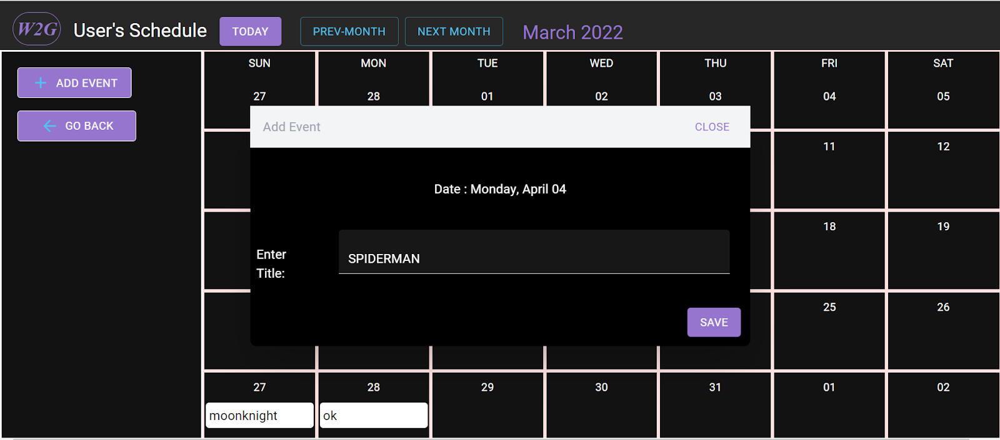 W2G User's Schedule TODAY PREV-MONTH NEXT MONTH March 2022
ADD EVENT
GO BACK
SUN MON TUE WED THU FRI SAT
27 28 01 02 03 04 05
Add Event CLOSE
Date : Monday, April 04
Enter
Title:
SPIDERMAN
SAVE
11 12
18 19
25 26
27 28 29 30 31 01 02
moonknight ok